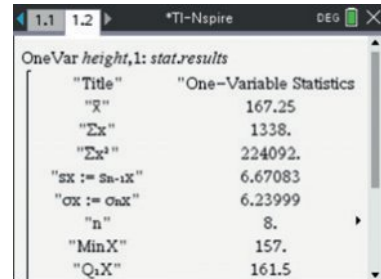 1.1 1.2 *TI-Nspire DEG
OneVar height,1: stat.results
"Title" "One-Variable Statistics
"x̄" 167.25
"Σx" 1338.
"Σx²" 224092.
"sx := sₙ₋₁x" 6.67083
"σx := σₙx" 6.23999
"n" 8.
"MinX" 157.
"Q₁X" 161.5